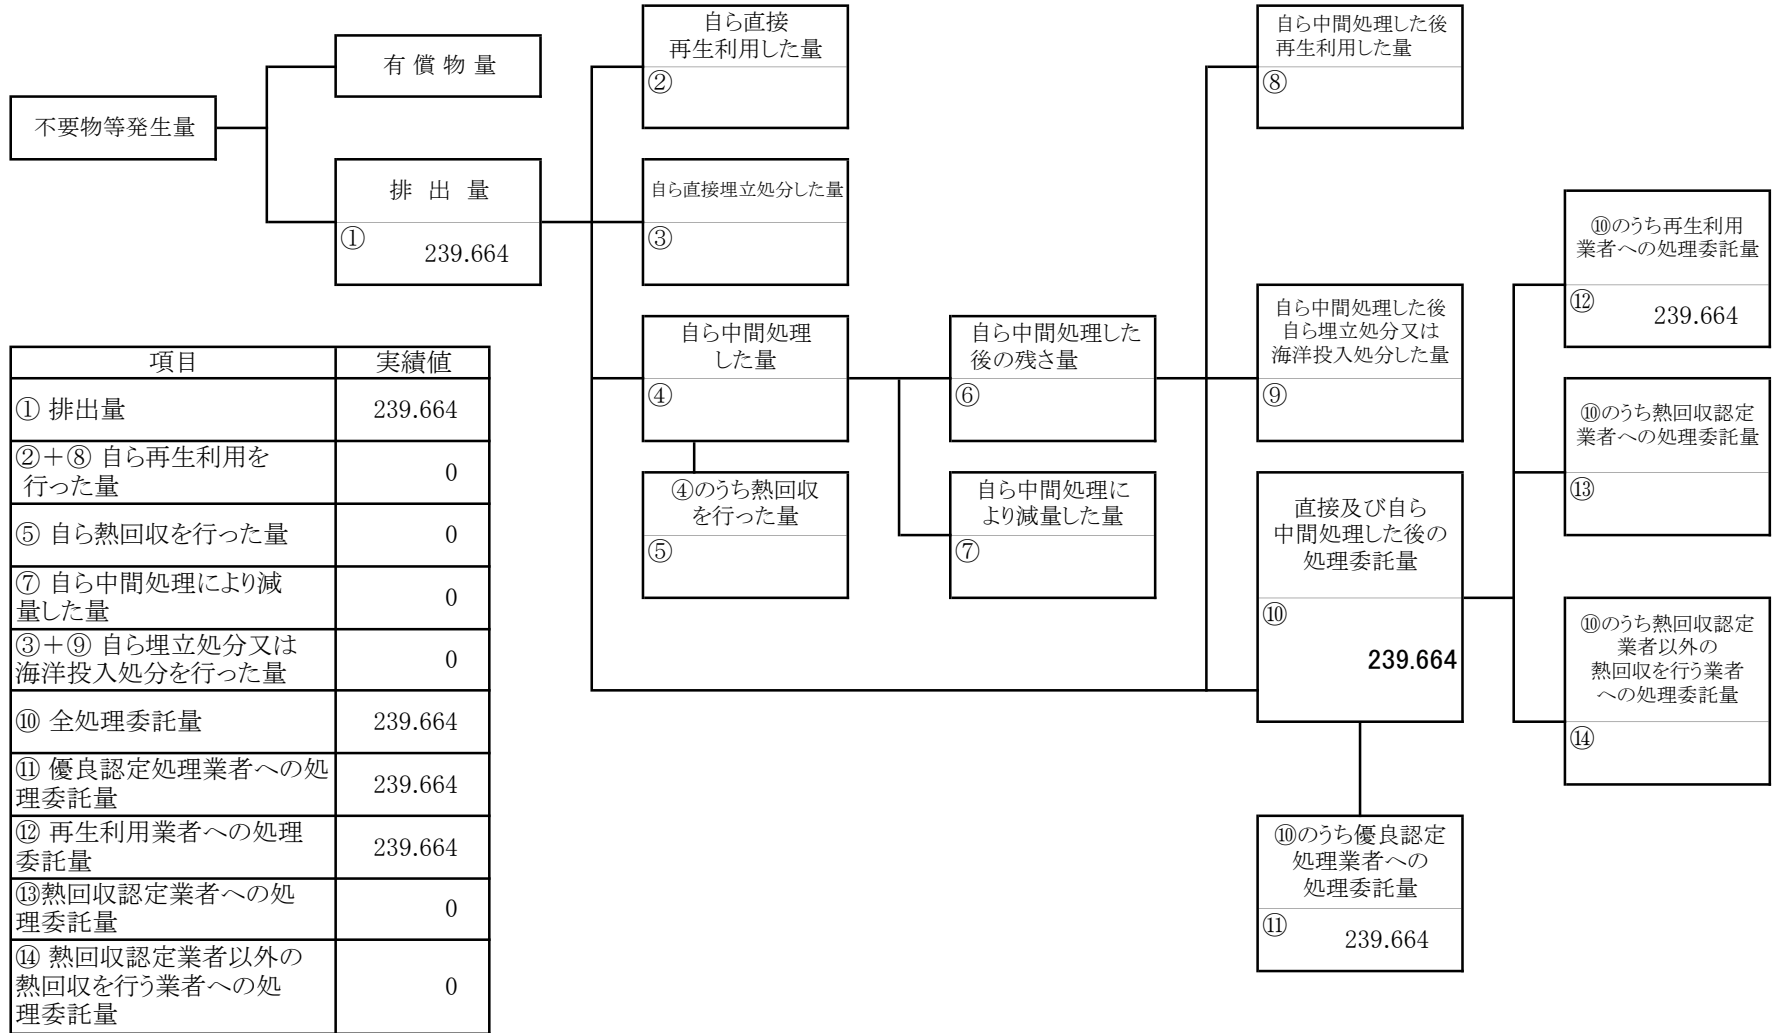 不要物等発生量
有 償 物 量
排 出 量
①
239.664
自ら直接
再生利用した量
②
自ら直接埋立処分した量
③
自ら中間処理
した量
④
④のうち熱回収
を行った量
⑤
自ら中間処理した
後の残さ量
⑥
自ら中間処理に
より減量した量
⑦
自ら中間処理した後
再生利用した量
⑧
自ら中間処理した後
自ら埋立処分又は
海洋投入処分した量
⑨
直接及び自ら
中間処理した後の
処理委託量
⑩
239.664
⑩のうち優良認定
処理業者への
処理委託量
⑪
239.664
⑩のうち再生利用
業者への処理委託量
⑫
239.664
⑩のうち熱回収認定
業者への処理委託量
⑬
⑩のうち熱回収認定
業者以外の
熱回収を行う業者
への処理委託量
⑭
項目 実績値
① 排出量 239.664
②＋⑧ 自ら再生利用を
行った量 0
⑤ 自ら熱回収を行った量 0
⑦ 自ら中間処理により減
量した量 0
③＋⑨ 自ら埋立処分又は
海洋投入処分を行った量 0
⑩ 全処理委託量 239.664
⑪ 優良認定処理業者への処
理委託量 239.664
⑫ 再生利用業者への処理
委託量 239.664
⑬熱回収認定業者への処
理委託量 0
⑭ 熱回収認定業者以外の
熱回収を行う業者への処
理委託量 0